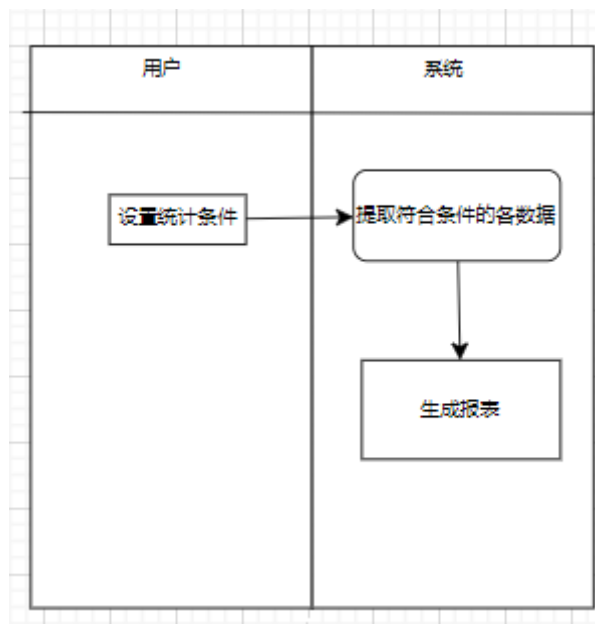 用户
系统
设置统计条件
提取符合条件的各数据
生成报表